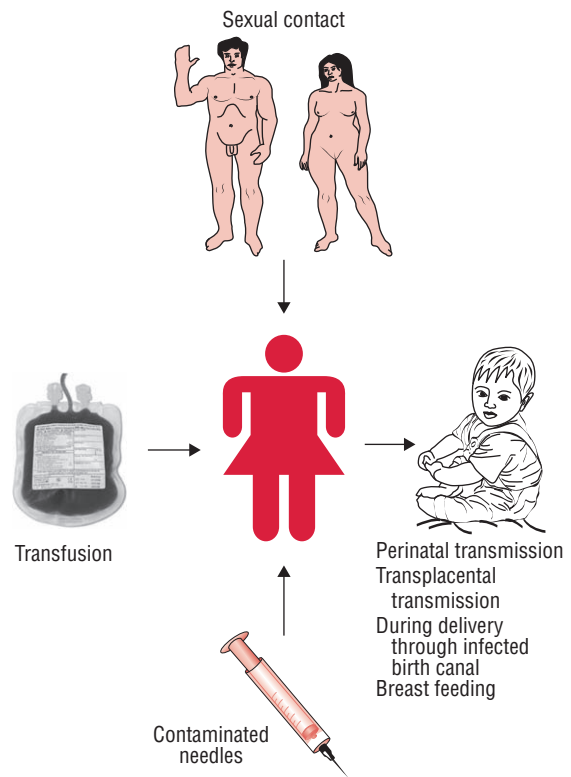 Sexual contact
Transfusion
Perinatal transmission
Transplacental
transmission
During delivery
through infected
birth canal
Breast feeding
Contaminated
needles